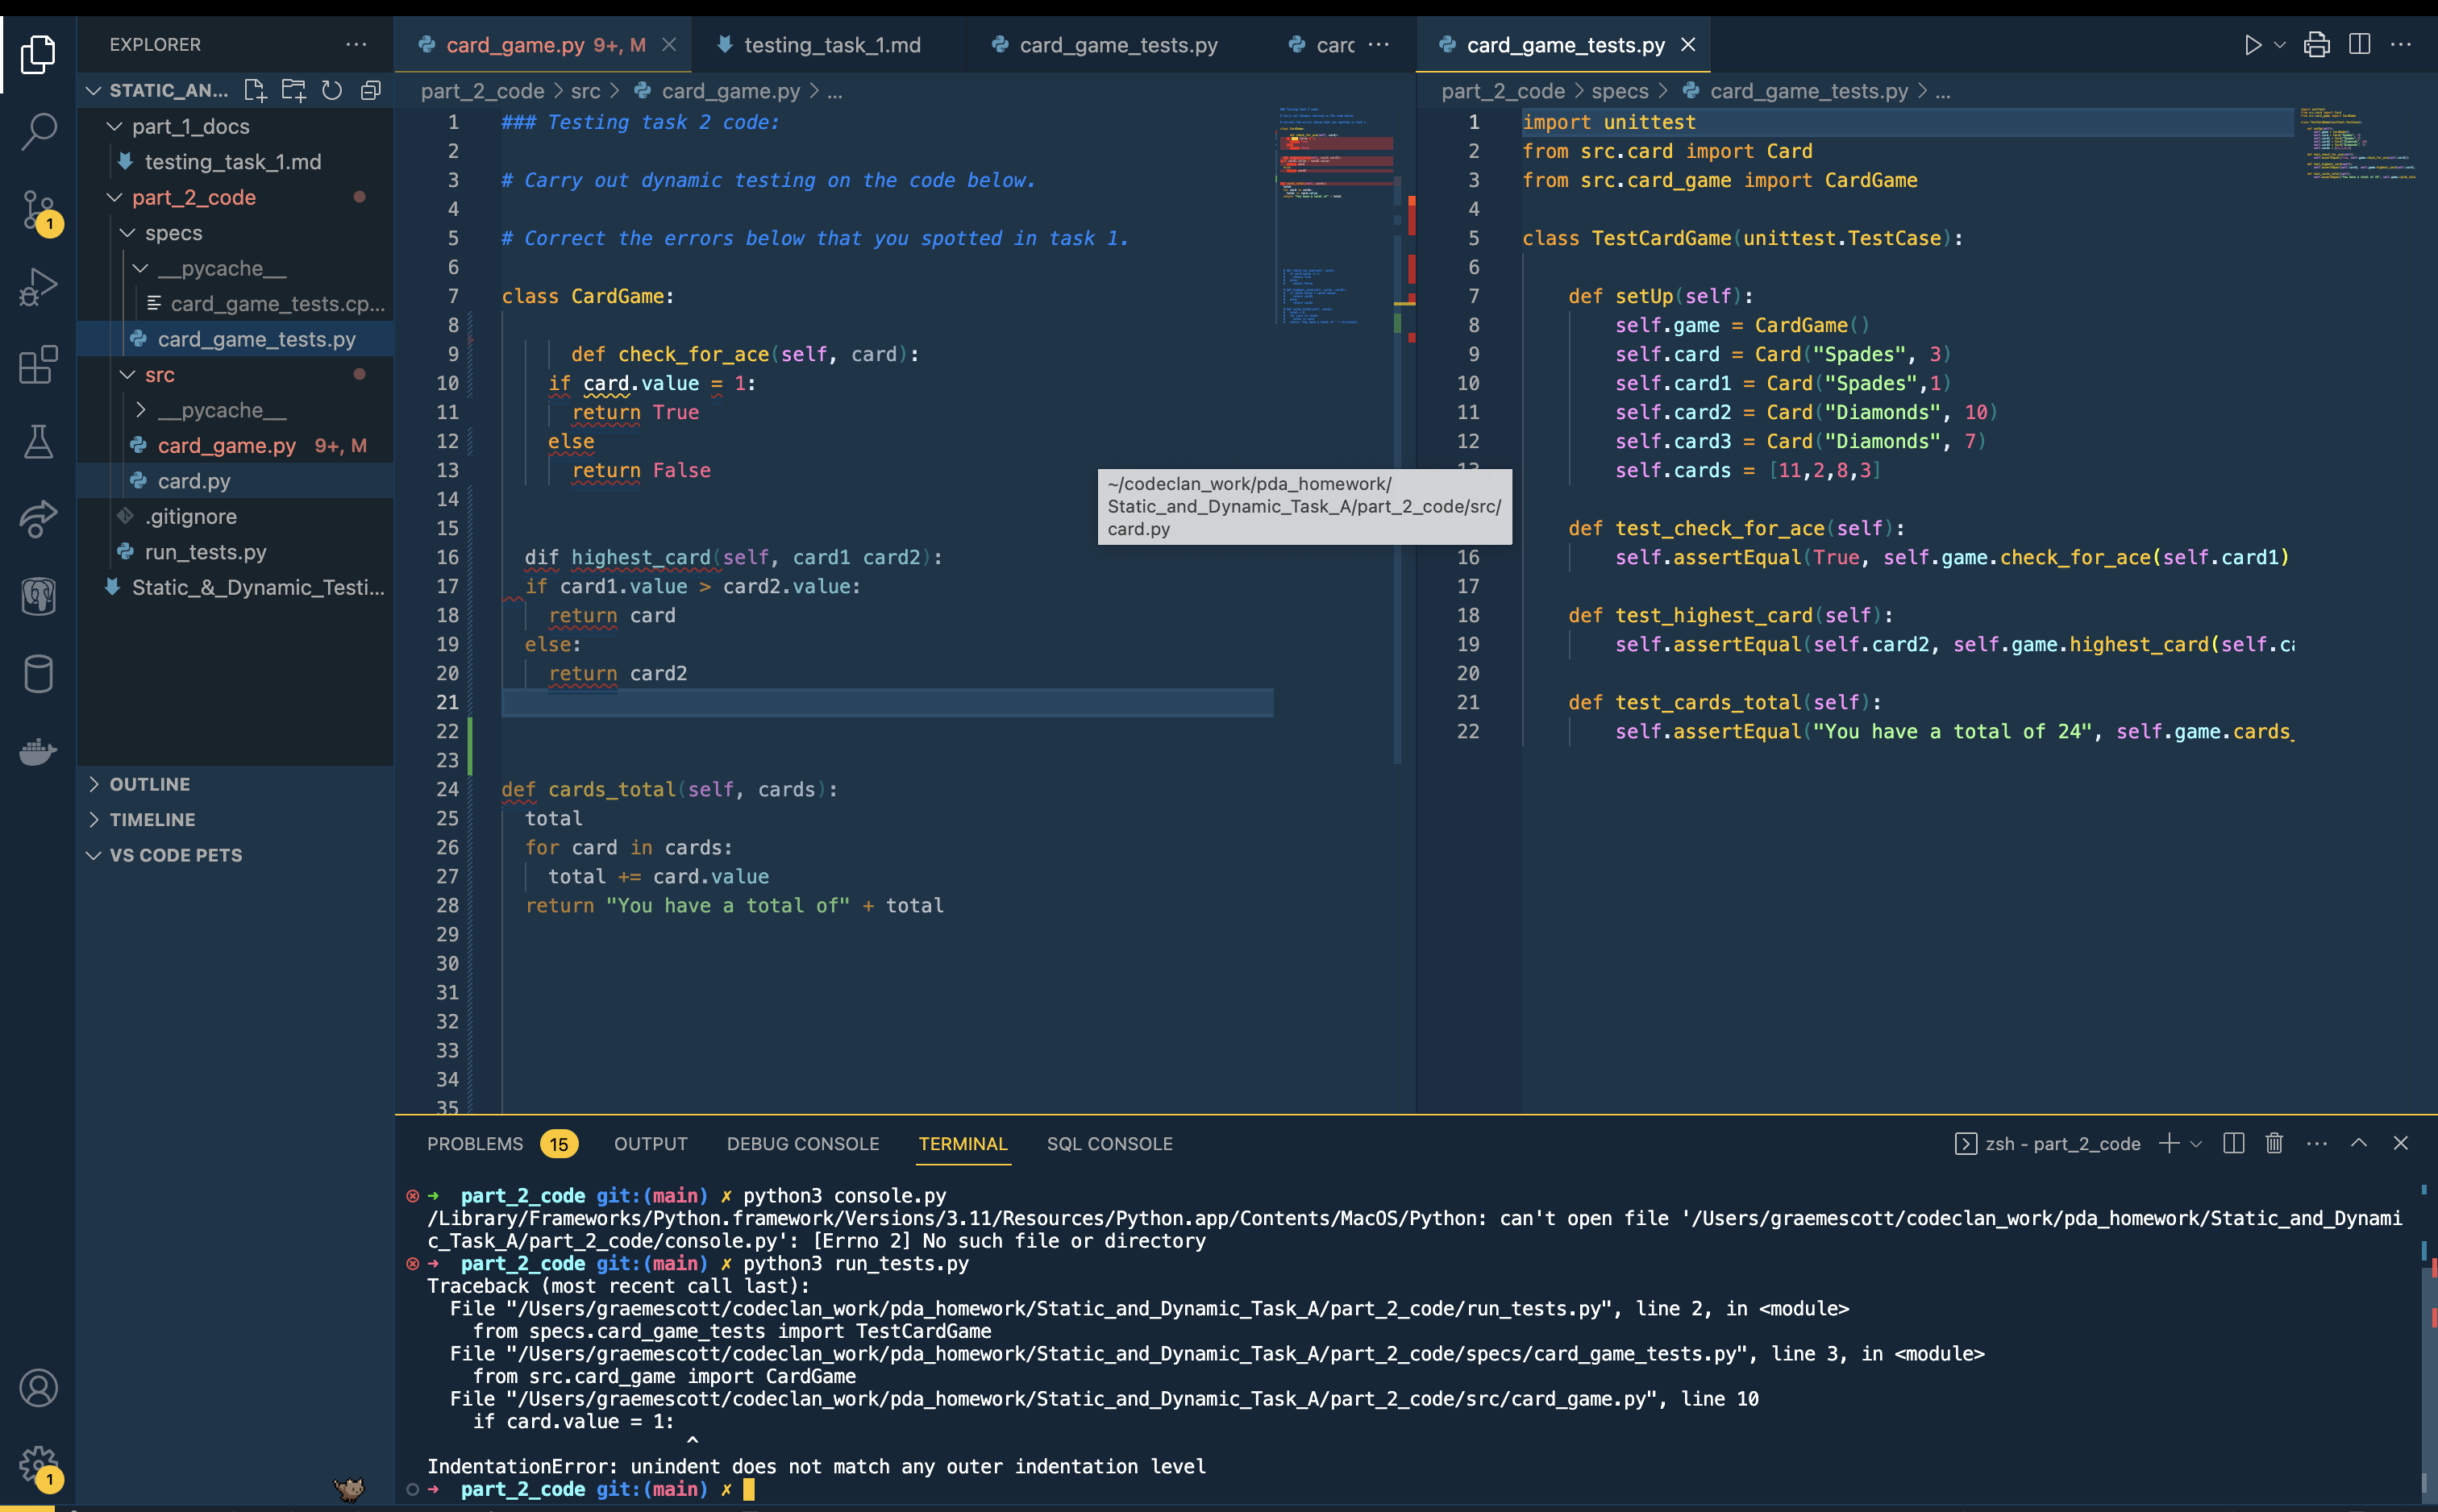 EXPLORER
STATIC_AN...
part_1_docs
testing_task_1.md
part_2_code
specs
__pycache__
card_game_tests.cp...
card_game_tests.py
src
__pycache__
card_game.py 9+, M
card.py
.gitignore
run_tests.py
Static_&_Dynamic_Testi...
OUTLINE
TIMELINE
VS CODE PETS
1
1
card_game.py 9+, M
testing_task_1.md
card_game_tests.py
carc ...
part_2_code > src > card_game.py > ...
1 ### Testing task 2 code:
2
3 # Carry out dynamic testing on the code below.
4
5 # Correct the errors below that you spotted in task 1.
6
7 class CardGame:
8
9 def check_for_ace(self, card):
10 if card.value = 1:
11 return True
12 else
13 return False
14
15
16 dif highest_card(self, card1 card2):
17 if card1.value > card2.value:
18 return card
19 else:
20 return card2
21
22
23
24 def cards_total(self, cards):
25 total
26 for card in cards:
27 total += card.value
28 return "You have a total of" + total
29
30
31
32
33
34
35
card_game_tests.py
part_2_code > specs > card_game_tests.py > ...
1 import unittest
2 from src.card import Card
3 from src.card_game import CardGame
4
5 class TestCardGame(unittest.TestCase):
6
7 def setUp(self):
8 self.game = CardGame()
9 self.card = Card("Spades", 3)
10 self.card1 = Card("Spades",1)
11 self.card2 = Card("Diamonds", 10)
12 self.card3 = Card("Diamonds", 7)
self.cards = [11,2,8,3]
def test_check_for_ace(self):
16 self.assertEqual(True, self.game.check_for_ace(self.card1)
17
18 def test_highest_card(self):
19 self.assertEqual(self.card2, self.game.highest_card(self.ca
20
21 def test_cards_total(self):
22 self.assertEqual("You have a total of 24", self.game.cards_
~/codeclan_work/pda_homework/
Static_and_Dynamic_Task_A/part_2_code/src/
card.py
PROBLEMS 15 OUTPUT DEBUG CONSOLE TERMINAL SQL CONSOLE
zsh - part_2_code
➜ part_2_code git:(main) ✗ python3 console.py
/Library/Frameworks/Python.framework/Versions/3.11/Resources/Python.app/Contents/MacOS/Python: can't open file '/Users/graemescott/codeclan_work/pda_homework/Static_and_Dynami
c_Task_A/part_2_code/console.py': [Errno 2] No such file or directory
➜ part_2_code git:(main) ✗ python3 run_tests.py
Traceback (most recent call last):
File "/Users/graemescott/codeclan_work/pda_homework/Static_and_Dynamic_Task_A/part_2_code/run_tests.py", line 2, in <module>
from specs.card_game_tests import TestCardGame
File "/Users/graemescott/codeclan_work/pda_homework/Static_and_Dynamic_Task_A/part_2_code/specs/card_game_tests.py", line 3, in <module>
from src.card_game import CardGame
File "/Users/graemescott/codeclan_work/pda_homework/Static_and_Dynamic_Task_A/part_2_code/src/card_game.py", line 10
if card.value = 1:
^
IndentationError: unindent does not match any outer indentation level
➜ part_2_code git:(main) ✗